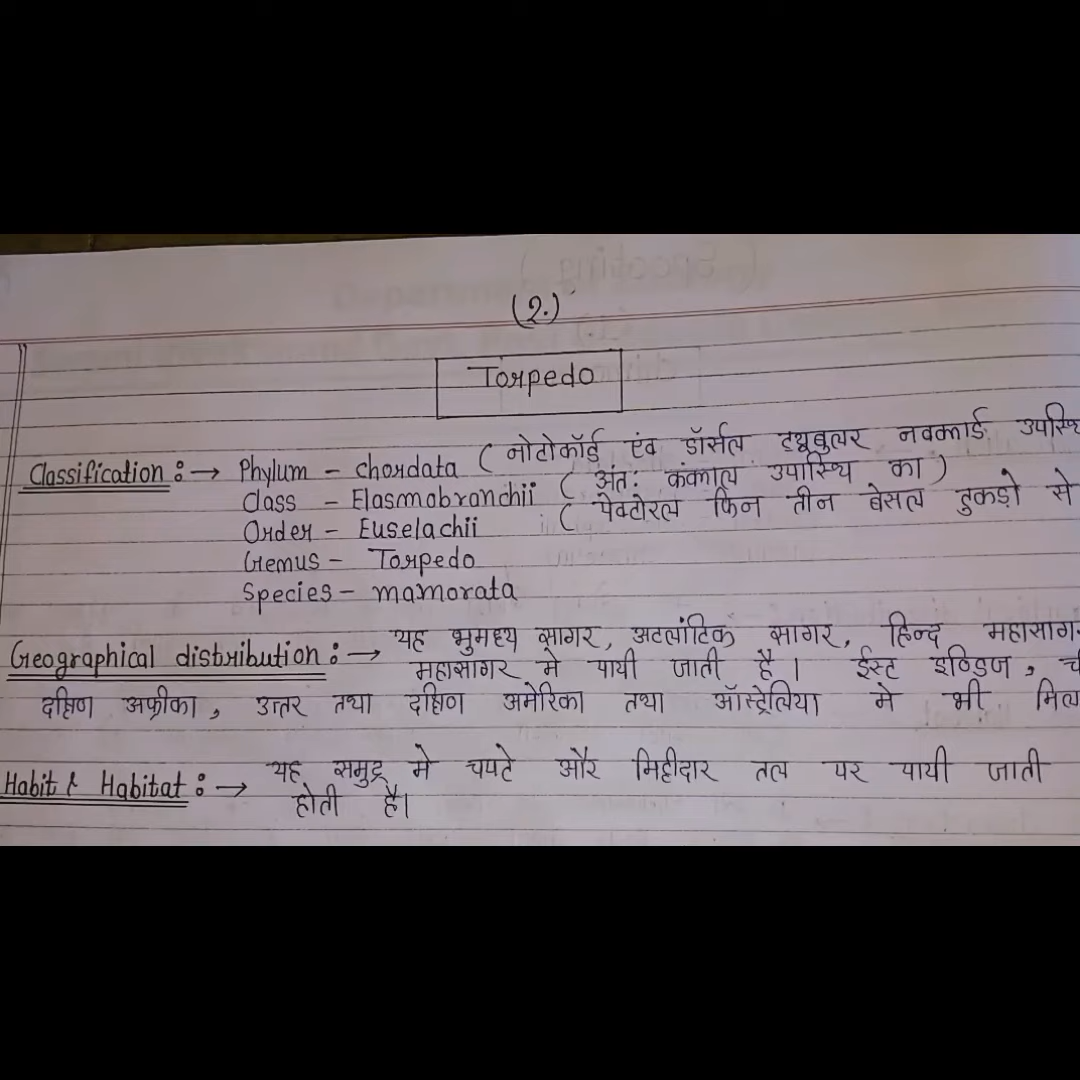 (2.)
Torpedo
Classification :→ Phylum - Chordata ( नोटोकॉर्ड एंव डॉर्सल ट्यूबुलर नवकार्ड उपस्थि
Class - Elasmobranchii ( अंत: कंकाल उपास्थि का )
Order - Euselachii ( पेक्टोरल फिन तीन बेसल टुकड़ो से
Genus - Torpedo
Species - mamorata
Geographical distribution :→ यह भुमध्य सागर, अटलांटिक सागर, हिन्द महासाग
महासागर मे पायी जाती है । ईस्ट इण्डिज , च
दक्षिण अफ्रीका , उत्तर तथा दक्षिण अमेरिका तथा ऑस्ट्रेलिया मे भी मिल
Habit & Habitat :→ यह समुद्र मे चपटे और मिट्टीदार तल पर पायी जाती
होती है।